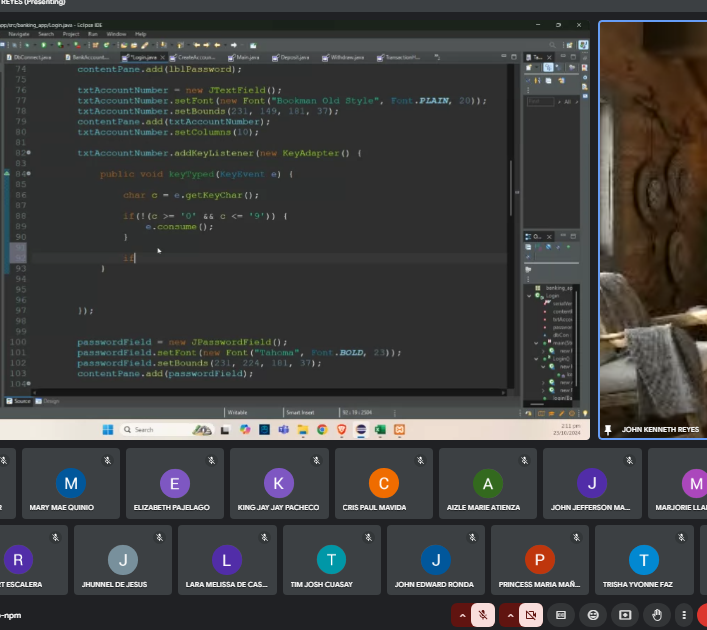 REYES (Presenting)
app/src/banking_app/Login.java - Eclipse IDE
Navigate Search Project Run Window Help
DbConnect.java BankAccount... *Login.java CreateAccoun... Main.java Deposit.java Withdraw.java Transaction...
74 contentPane.add(lblPassword);
75
76 txtAccountNumber = new JTextField();
77 txtAccountNumber.setFont(new Font("Bookman Old Style", Font.PLAIN, 20));
78 txtAccountNumber.setBounds(231, 149, 181, 37);
79 contentPane.add(txtAccountNumber);
80 txtAccountNumber.setColumns(10);
81
82 txtAccountNumber.addKeyListener(new KeyAdapter() {
83
84 public void keyTyped(KeyEvent e) {
85
86 char c = e.getKeyChar();
87
88 if(!(c >= '0' && c <= '9')) {
89 e.consume();
90 }
91
92 if
93 }
94
95
96
97 });
98
99
100 passwordField = new JPasswordField();
101 passwordField.setFont(new Font("Tahoma", Font.BOLD, 23));
102 passwordField.setBounds(231, 224, 181, 37);
103 contentPane.add(passwordField);
104
Source Design
Writable Smart Insert
Search
2:11 pm
23/10/2024
JOHN KENNETH REYES
M E K C A J M
MARY MAE QUINIO ELIZABETH PAJELAGO KING JAY JAY PACHECO CRIS PAUL MAVIDA AIZLE MARIE ATIENZA JOHN JEFFERSON MA... MARJORIE LLA
R J L T J P T
RT ESCALERA JHUNNEL DE JESUS LARA MELISSA DE CAS... TIM JOSH CUASAY JOHN EDWARD RONDA PRINCESS MARIA MAÑ... TRISHA YVONNE FAZ
-npm